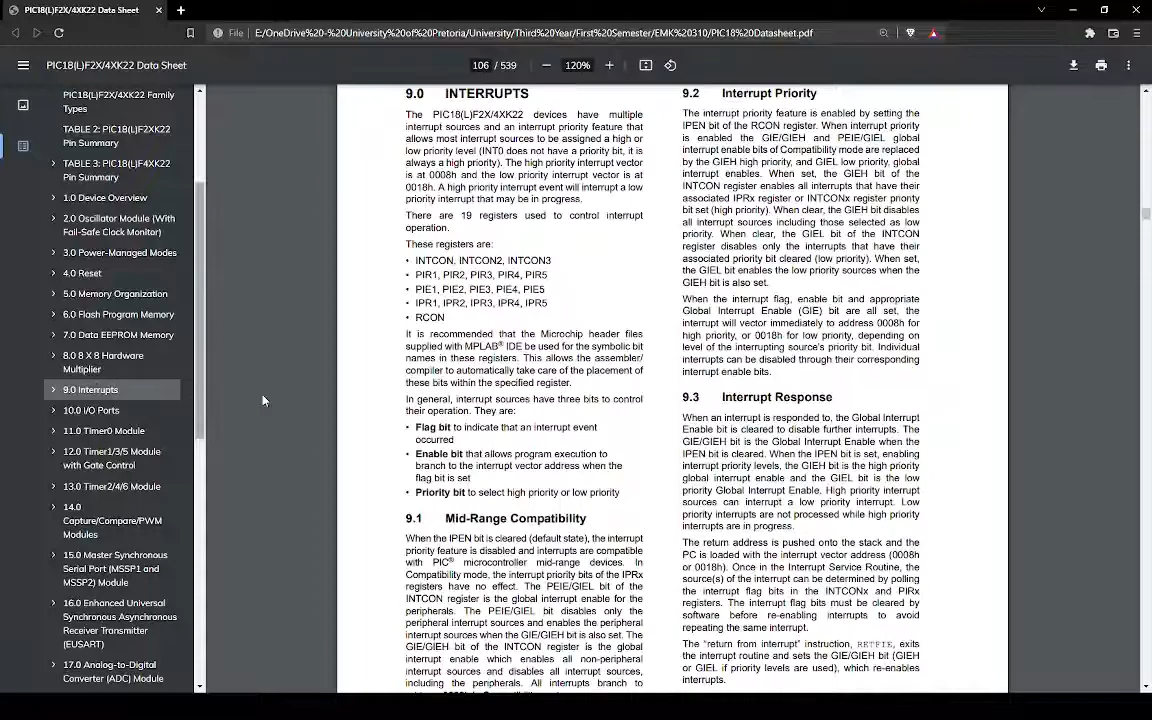 PIC18(L)F2X/4XK22 Data Sheet
File
E:/OneDrive%20-%20University%20of%20Pretoria/University/Third%20Year/First%20Semester/EMK%20310/PIC18%20Datasheet.pdf
PIC18(L)F2X/4XK22 Data Sheet
106 / 539
120%
PIC18(L)F2X/4XK22 Family
Types
TABLE 2: PIC18(L)F2XK22
Pin Summary
TABLE 3: PIC18(L)F4XK22
Pin Summary
1.0 Device Overview
2.0 Oscillator Module (With
Fail-Safe Clock Monitor)
3.0 Power-Managed Modes
4.0 Reset
5.0 Memory Organization
6.0 Flash Program Memory
7.0 Data EEPROM Memory
8.0 8 X 8 Hardware
Multiplier
9.0 Interrupts
10.0 I/O Ports
11.0 Timer0 Module
12.0 Timer1/3/5 Module
with Gate Control
13.0 Timer2/4/6 Module
14.0
Capture/Compare/PWM
Modules
15.0 Master Synchronous
Serial Port (MSSP1 and
MSSP2) Module
16.0 Enhanced Universal
Synchronous Asynchronous
Receiver Transmitter
(EUSART)
17.0 Analog-to-Digital
Converter (ADC) Module
9.0 INTERRUPTS
The PIC18(L)F2X/4XK22 devices have multiple
interrupt sources and an interrupt priority feature that
allows most interrupt sources to be assigned a high or
low priority level (INT0 does not have a priority bit, it is
always a high priority). The high priority interrupt vector
is at 0008h and the low priority interrupt vector is at
0018h. A high priority interrupt event will interrupt a low
priority interrupt that may be in progress.
There are 19 registers used to control interrupt
operation.
These registers are:
• INTCON, INTCON2, INTCON3
• PIR1, PIR2, PIR3, PIR4, PIR5
• PIE1, PIE2, PIE3, PIE4, PIE5
• IPR1, IPR2, IPR3, IPR4, IPR5
• RCON
It is recommended that the Microchip header files
supplied with MPLAB® IDE be used for the symbolic bit
names in these registers. This allows the assembler/
compiler to automatically take care of the placement of
these bits within the specified register.
In general, interrupt sources have three bits to control
their operation. They are:
• Flag bit to indicate that an interrupt event
occurred
• Enable bit that allows program execution to
branch to the interrupt vector address when the
flag bit is set
• Priority bit to select high priority or low priority
9.1 Mid-Range Compatibility
When the IPEN bit is cleared (default state), the interrupt
priority feature is disabled and interrupts are compatible
with PIC® microcontroller mid-range devices. In
Compatibility mode, the interrupt priority bits of the IPRx
registers have no effect. The PEIE/GIEL bit of the
INTCON register is the global interrupt enable for the
peripherals. The PEIE/GIEL bit disables only the
peripheral interrupt sources and enables the peripheral
interrupt sources when the GIE/GIEH bit is also set. The
GIE/GIEH bit of the INTCON register is the global
interrupt enable which enables all non-peripheral
interrupt sources and disables all interrupt sources,
including the peripherals. All interrupts branch to
9.2 Interrupt Priority
The interrupt priority feature is enabled by setting the
IPEN bit of the RCON register. When interrupt priority
is enabled the GIE/GIEH and PEIE/GIEL global
interrupt enable bits of Compatibility mode are replaced
by the GIEH high priority, and GIEL low priority, global
interrupt enables. When set, the GIEH bit of the
INTCON register enables all interrupts that have their
associated IPRx register or INTCONx register priority
bit set (high priority). When clear, the GIEH bit disables
all interrupt sources including those selected as low
priority. When clear, the GIEL bit of the INTCON
register disables only the interrupts that have their
associated priority bit cleared (low priority). When set,
the GIEL bit enables the low priority sources when the
GIEH bit is also set.
When the interrupt flag, enable bit and appropriate
Global Interrupt Enable (GIE) bit are all set, the
interrupt will vector immediately to address 0008h for
high priority, or 0018h for low priority, depending on
level of the interrupting source's priority bit. Individual
interrupts can be disabled through their corresponding
interrupt enable bits.
9.3 Interrupt Response
When an interrupt is responded to, the Global Interrupt
Enable bit is cleared to disable further interrupts. The
GIE/GIEH bit is the Global Interrupt Enable when the
IPEN bit is cleared. When the IPEN bit is set, enabling
interrupt priority levels, the GIEH bit is the high priority
global interrupt enable and the GIEL bit is the low
priority Global Interrupt Enable. High priority interrupt
sources can interrupt a low priority interrupt. Low
priority interrupts are not processed while high priority
interrupts are in progress.
The return address is pushed onto the stack and the
PC is loaded with the interrupt vector address (0008h
or 0018h). Once in the Interrupt Service Routine, the
source(s) of the interrupt can be determined by polling
the interrupt flag bits in the INTCONx and PIRx
registers. The interrupt flag bits must be cleared by
software before re-enabling interrupts to avoid
repeating the same interrupt.
The "return from interrupt" instruction, RETFIE, exits
the interrupt routine and sets the GIE/GIEH bit (GIEH
or GIEL if priority levels are used), which re-enables
interrupts.